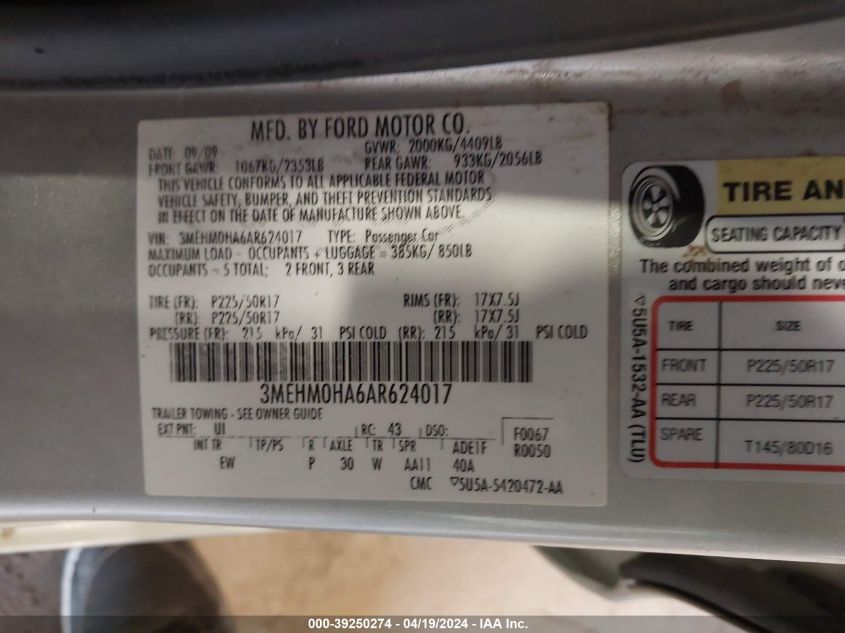 MFD. BY FORD MOTOR CO.
DATE 09/09 GVWR: 2000KG/4409LB
FRONT GAWR: 1067KG/2353LB REAR GAWR: 933KG/2056LB
THIS VEHICLE CONFORMS TO ALL APPLICABLE FEDERAL MOTOR
VEHICLE SAFETY, BUMPER, AND THEFT PREVENTION STANDARDS
IN EFFECT ON THE DATE OF MANUFACTURE SHOWN ABOVE.
VIN: 3MEHM0HA6AR624017 TYPE: Passenger Car
MAXIMUM LOAD - OCCUPANTS + LUGGAGE = 385KG/ 850LB
OCCUPANTS = 5 TOTAL; 2 FRONT, 3 REAR
TIRE (FR): P225/50R17 RIMS (FR): 17X7.5J
(RR): P225/50R17 (RR): 17X7.5J
PRESSURE (FR): 215 kPa/ 31 PSI COLD (RR): 215 kPa/ 31 PSI COLD
3MEHM0HA6AR624017
TRAILER TOWING - SEE OWNER GUIDE
EXT PNT: UI RC: 43 DSO: F0067
INT TR TP/PS R AXLE TR SPR ADE1F R0050
EW P 30 W AA11 40A
CMC ▽5U5A-5420472-AA
TIRE AN
SEATING CAPACITY
The combined weight of o
and cargo should neve
▽5U5A-1532-AA (TLU)
TIRE SIZE
FRONT P225/50R17
REAR P225/50R17
SPARE T145/80D16
000-39250274 - 04/19/2024 - IAA Inc.